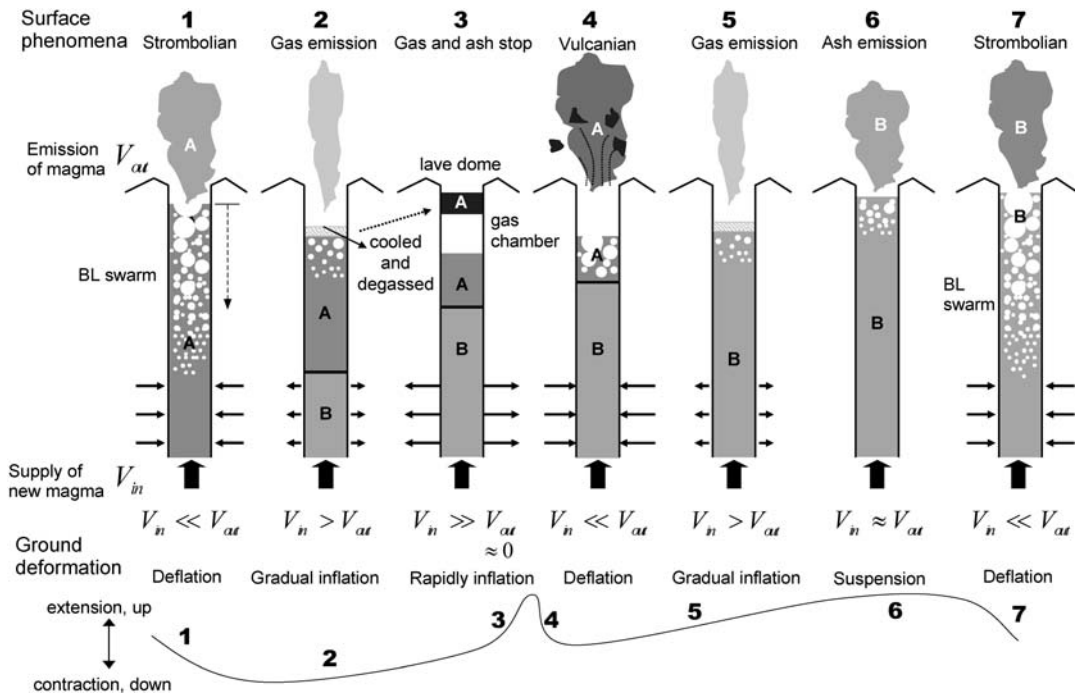 Surface
phenomena
1 2 3 4 5 6 7
Strombolian Gas emission Gas and ash stop Vulcanian Gas emission Ash emission Strombolian
Emission
of magma V_out
A
A
B
B
lave dome
A
gas
chamber
cooled
and
degassed
BL swarm
A
A
B
A
B
A
B
B
B
B
BL
swarm
Supply of
new magma V_in
V_in << V_out V_in > V_out V_in >> V_out V_in << V_out V_in > V_out V_in ≈ V_out V_in << V_out
≈ 0
Ground
deformation
Deflation Gradual inflation Rapidly inflation Deflation Gradual inflation Suspension Deflation
extension, up
contraction, down
1 2 3 4 5 6 7